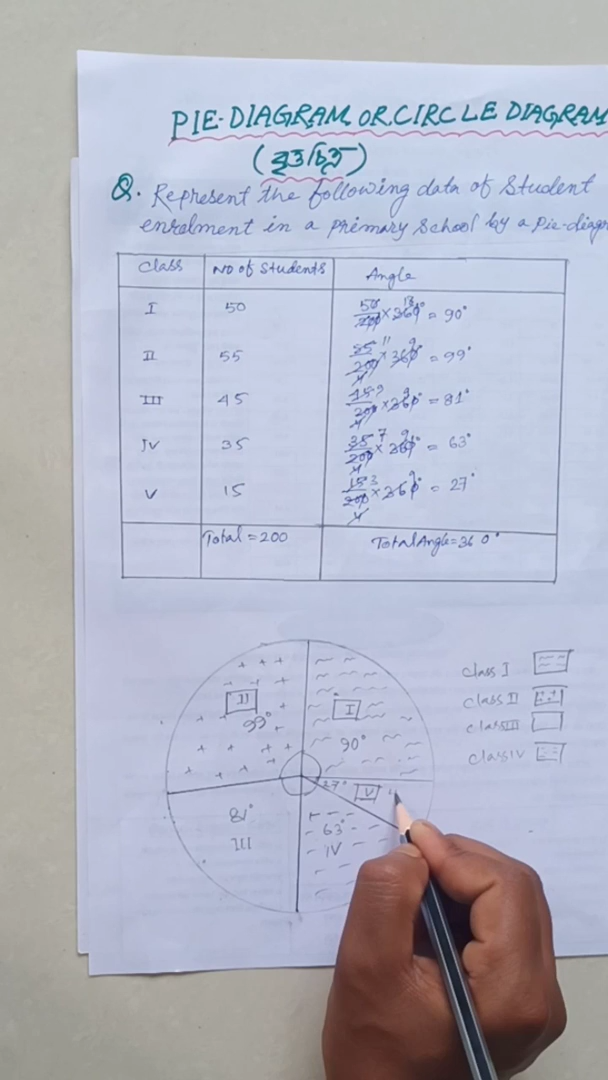 PIE-DIAGRAM OR CIRCLE DIAGRAM
(বৃত্তচিত্র)
Q. Represent the following data of Student
enrolment in a primary School by a Pie-diagr
Class No of Students Angle
I 50 50/200 × 360° = 90°
II 55 55/200 × 360° = 99°
III 45 45/200 × 360° = 81°
IV 35 35/200 × 360° = 63°
V 15 15/200 × 360° = 27°
Total = 200 Total Angle = 360°
II
99°
I
90°
27° V
81°
III
63°
IV
Class I
Class II
Class III
Class IV